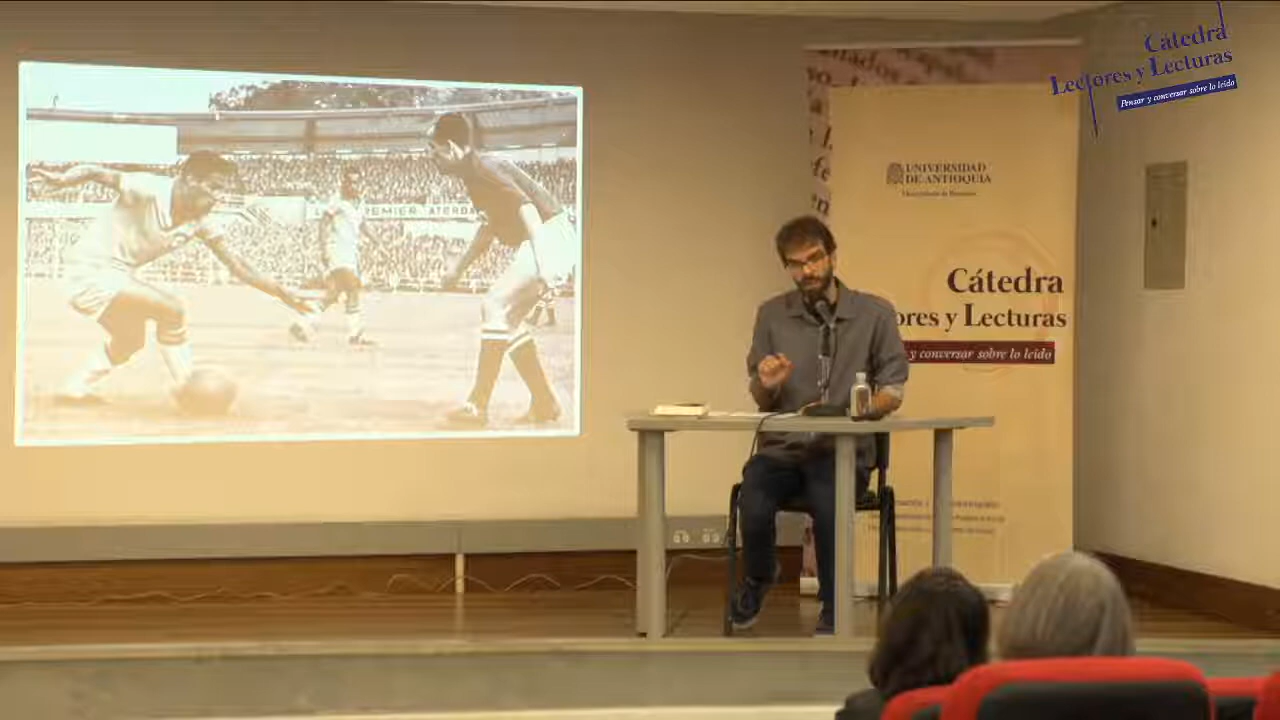 Cátedra
Lectores y Lecturas
Pensar y conversar sobre lo leído
PREMIER ATERDA
UNIVERSIDAD
DE ANTIOQUIA
Cátedra
ores y Lecturas
y conversar sobre lo leído